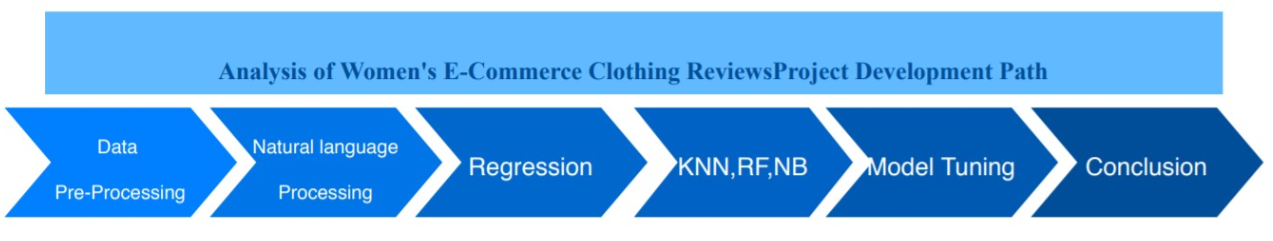 Analysis of Women's E-Commerce Clothing ReviewsProject Development Path
Data
Pre-Processing
Natural language
Processing
Regression
KNN,RF,NB
Model Tuning
Conclusion